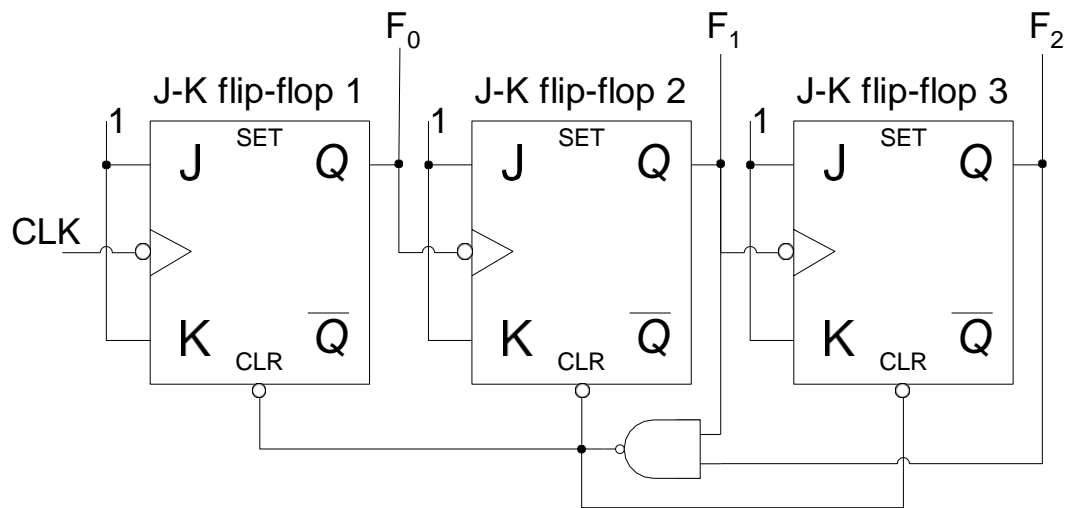 F₀ F₁ F₂
J-K flip-flop 1 J-K flip-flop 2 J-K flip-flop 3
1 1 1
SET SET SET
J Q J Q J Q
CLK
K Q̅ K Q̅ K Q̅
CLR CLR CLR